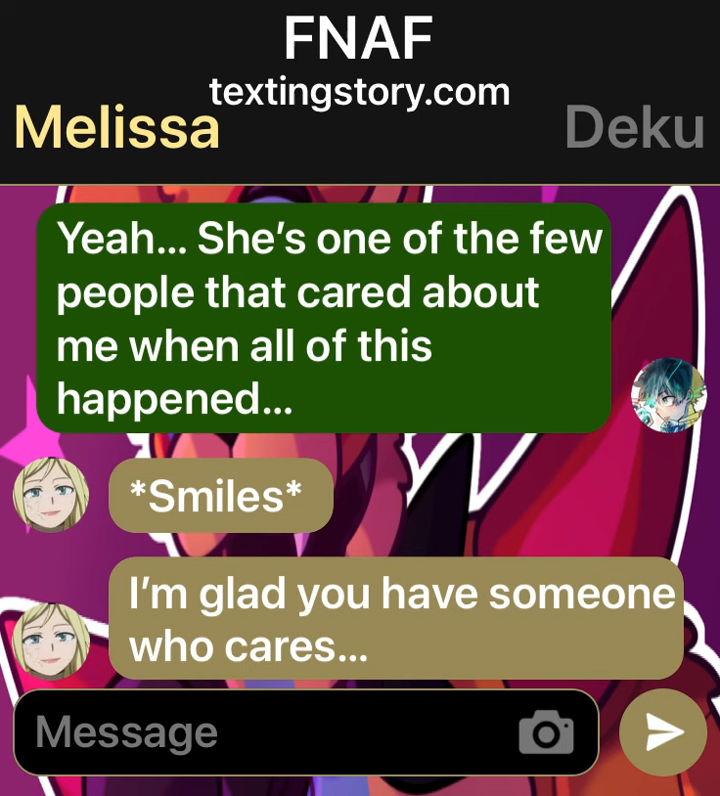 FNAF
textingstory.com
Melissa
Deku
Yeah... She's one of the few
people that cared about
me when all of this
happened...
*Smiles*
I'm glad you have someone
who cares...
Message